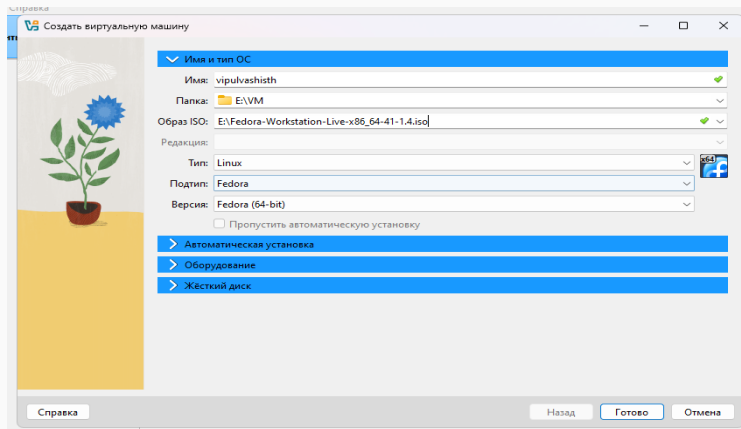 Справка
Создать виртуальную машину
Имя и тип ОС
Имя: vipulvashisth
Папка: E:\VM
Образ ISO: E:\Fedora-Workstation-Live-x86_64-41-1.4.iso
Редакция:
Тип: Linux
x64
Подтип: Fedora
Версия: Fedora (64-bit)
Пропустить автоматическую установку
Автоматическая установка
Оборудование
Жёсткий диск
Справка Назад Готово Отмена